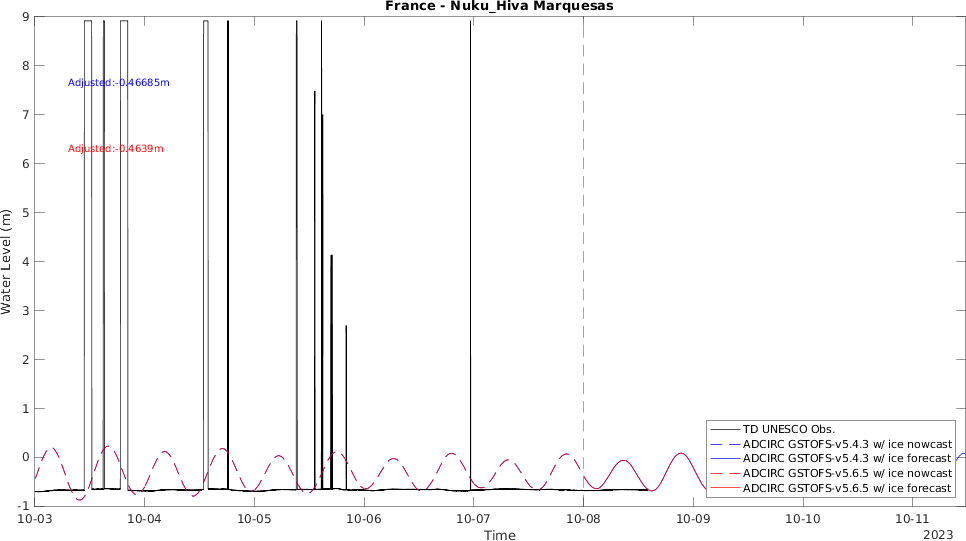 France - Nuku_Hiva Marquesas
9
8
Adjusted:-0.46685m
7
Adjusted:-0.4639m
6
5
4
3
2
1
0
-1
Water Level (m)
TD UNESCO Obs.
ADCIRC GSTOFS-v5.4.3 w/ ice nowcast
ADCIRC GSTOFS-v5.4.3 w/ ice forecast
ADCIRC GSTOFS-v5.6.5 w/ ice nowcast
ADCIRC GSTOFS-v5.6.5 w/ ice forecast
10-03 10-04 10-05 10-06 10-07 10-08 10-09 10-10 10-11
Time
2023